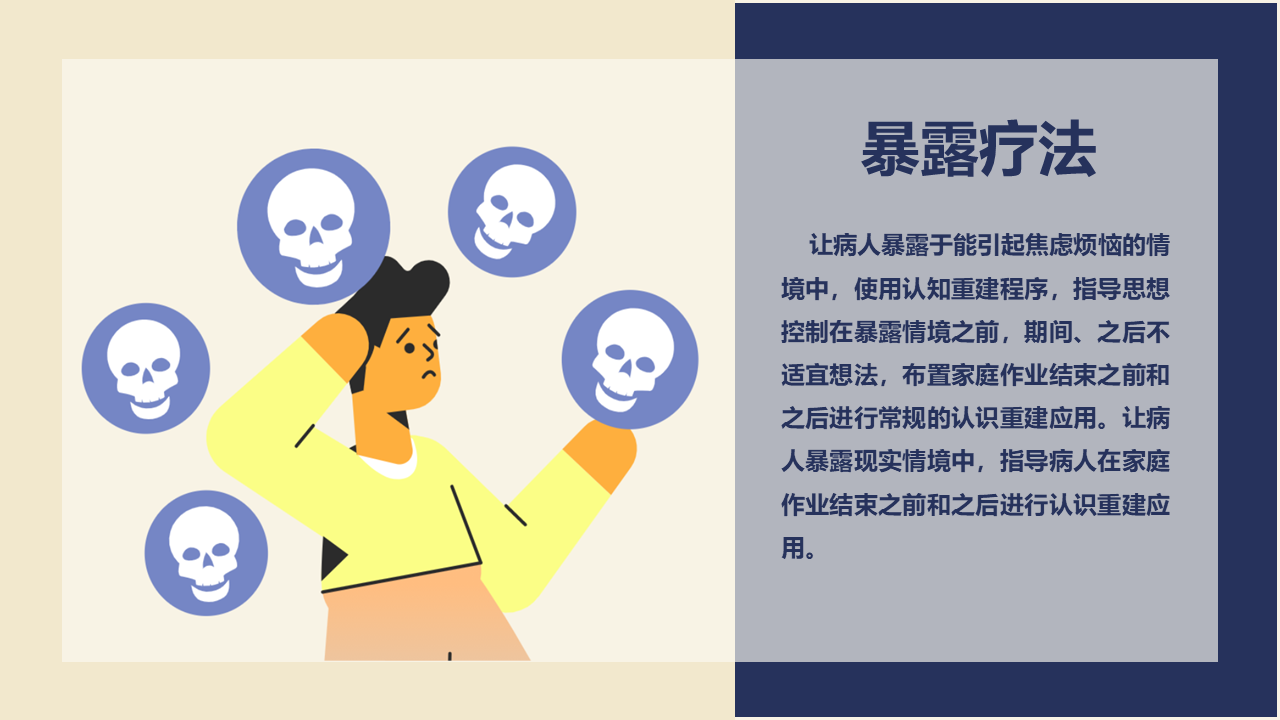 暴露疗法
让病人暴露于能引起焦虑烦恼的情
境中，使用认知重建程序，指导思想
控制在暴露情境之前，期间、之后不
适宜想法，布置家庭作业结束之前和
之后进行常规的认识重建应用。让病
人暴露现实情境中，指导病人在家庭
作业结束之前和之后进行认识重建应
用。